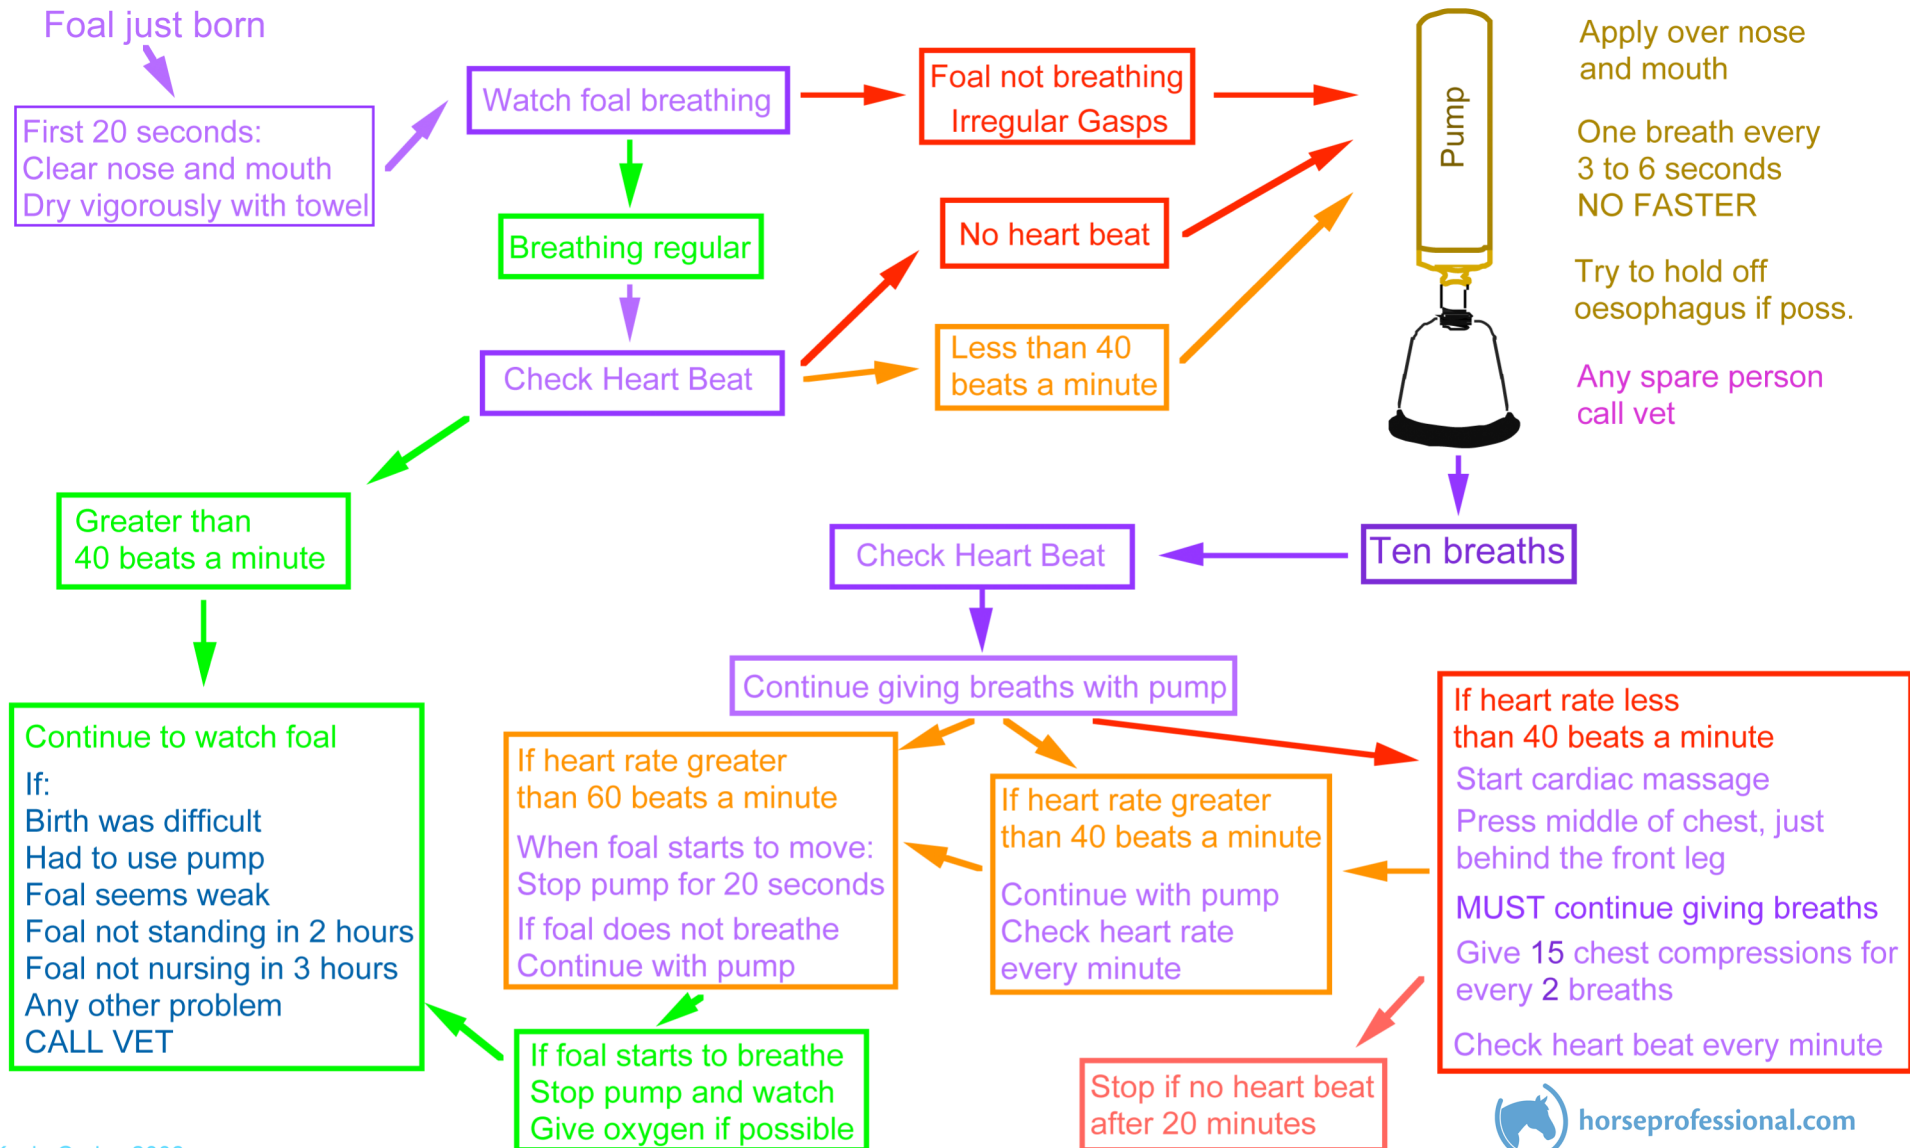 Foal just born
First 20 seconds:
Clear nose and mouth
Dry vigorously with towel
Watch foal breathing
Foal not breathing
Irregular Gasps
Breathing regular
Check Heart Beat
No heart beat
Less than 40
beats a minute
Pump
Apply over nose
and mouth
One breath every
3 to 6 seconds
NO FASTER
Try to hold off
oesophagus if poss.
Any spare person
call vet
Greater than
40 beats a minute
Ten breaths
Check Heart Beat
Continue giving breaths with pump
Continue to watch foal
If:
Birth was difficult
Had to use pump
Foal seems weak
Foal not standing in 2 hours
Foal not nursing in 3 hours
Any other problem
CALL VET
If heart rate greater
than 60 beats a minute
When foal starts to move:
Stop pump for 20 seconds
If foal does not breathe
Continue with pump
If heart rate greater
than 40 beats a minute
Continue with pump
Check heart rate
every minute
If heart rate less
than 40 beats a minute
Start cardiac massage
Press middle of chest, just
behind the front leg
MUST continue giving breaths
Give 15 chest compressions for
every 2 breaths
Check heart beat every minute
If foal starts to breathe
Stop pump and watch
Give oxygen if possible
Stop if no heart beat
after 20 minutes
horseprofessional.com